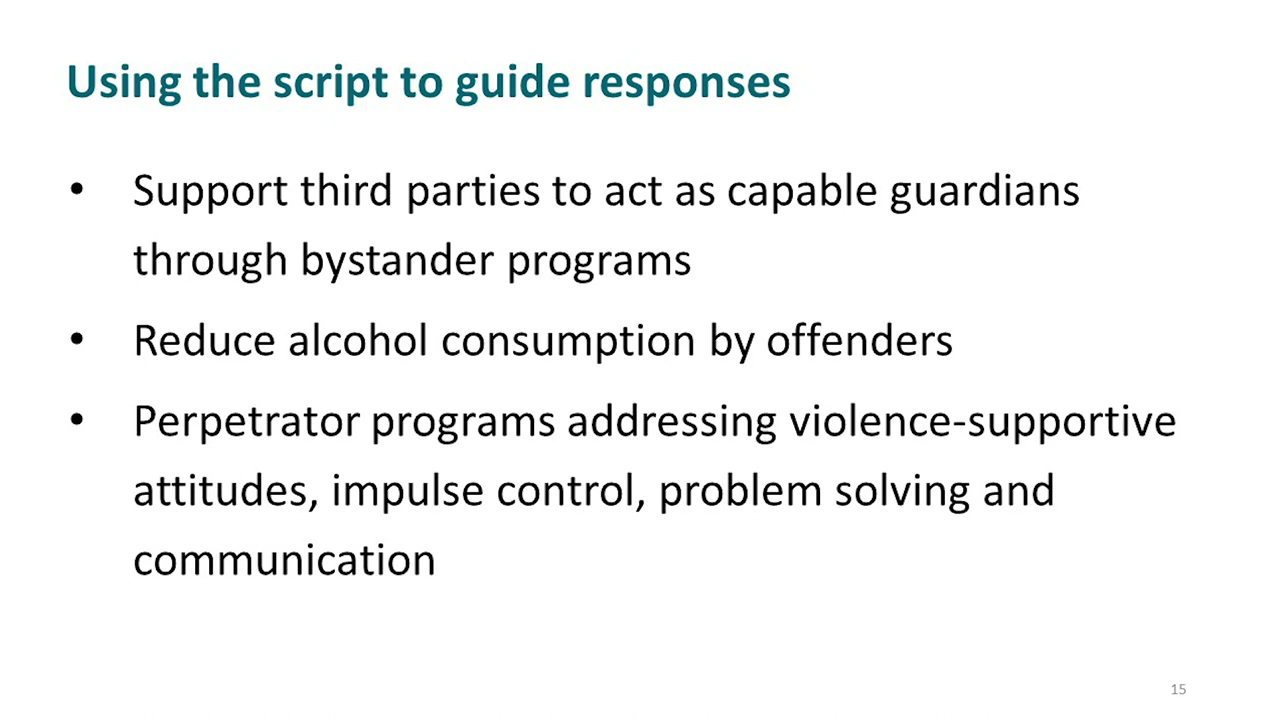 Using the script to guide responses
• Support third parties to act as capable guardians
through bystander programs
• Reduce alcohol consumption by offenders
• Perpetrator programs addressing violence-supportive
attitudes, impulse control, problem solving and
communication
15